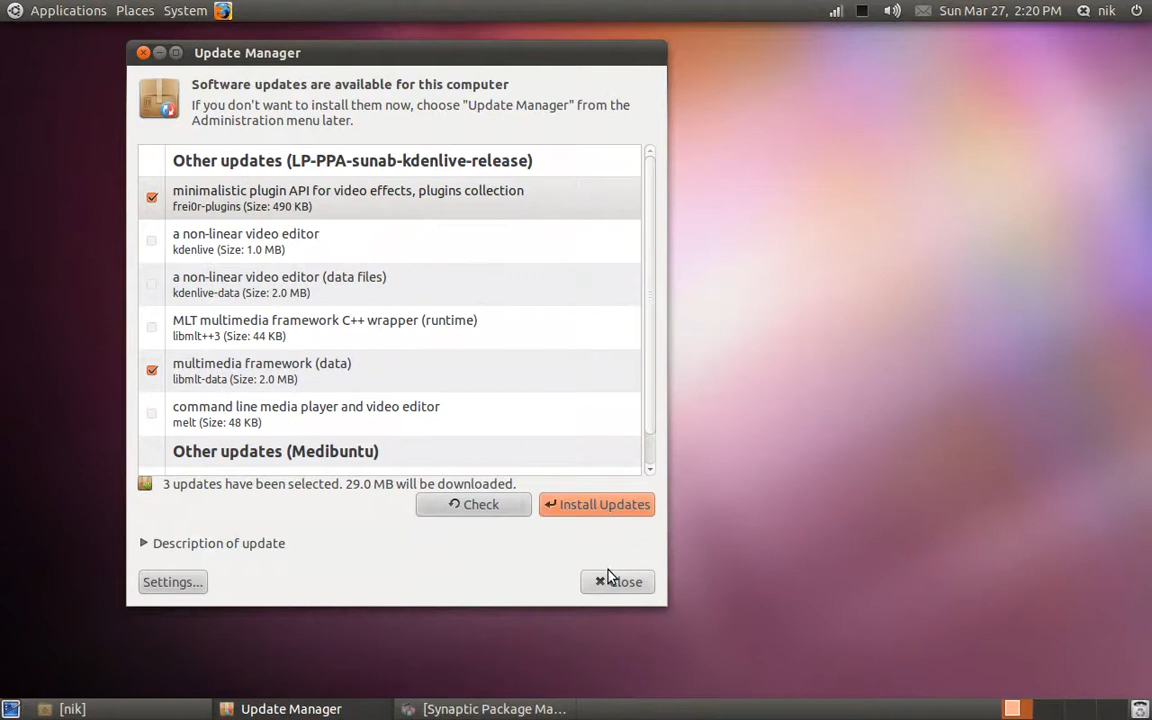 Applications Places System
Sun Mar 27, 2:20 PM nik
Update Manager
Software updates are available for this computer
If you don't want to install them now, choose "Update Manager" from the
Administration menu later.
Other updates (LP-PPA-sunab-kdenlive-release)
minimalistic plugin API for video effects, plugins collection
frei0r-plugins (Size: 490 KB)
a non-linear video editor
kdenlive (Size: 1.0 MB)
a non-linear video editor (data files)
kdenlive-data (Size: 2.0 MB)
MLT multimedia framework C++ wrapper (runtime)
libmlt++3 (Size: 44 KB)
multimedia framework (data)
libmlt-data (Size: 2.0 MB)
command line media player and video editor
melt (Size: 48 KB)
Other updates (Medibuntu)
3 updates have been selected. 29.0 MB will be downloaded.
Check Install Updates
Description of update
Settings... Close
[nik] Update Manager [Synaptic Package Ma...